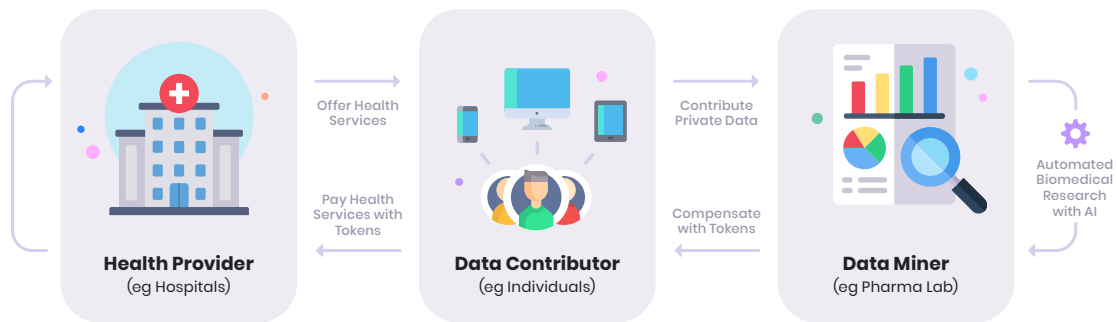 Offer Health
Services
Pay Health
Services with
Tokens
Contribute
Private Data
Compensate
with Tokens
Automated
Biomedical
Research
with AI
Health Provider
(eg Hospitals)
Data Contributor
(eg Individuals)
Data Miner
(eg Pharma Lab)